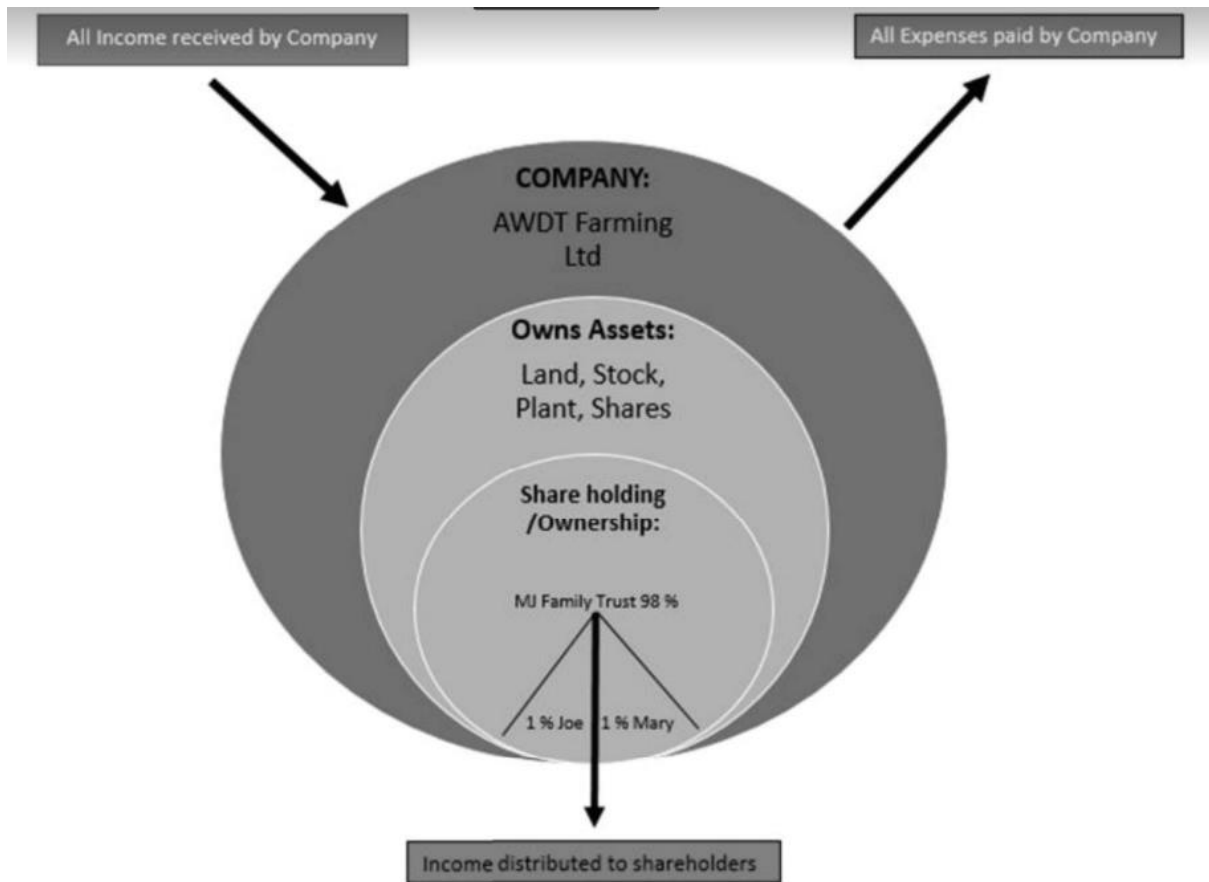 All Income received by Company
All Expenses paid by Company
COMPANY:
AWDT Farming
Ltd
Owns Assets:
Land, Stock,
Plant, Shares
Share holding
/Ownership:
MJ Family Trust 98 %
1 % Joe
1 % Mary
Income distributed to shareholders